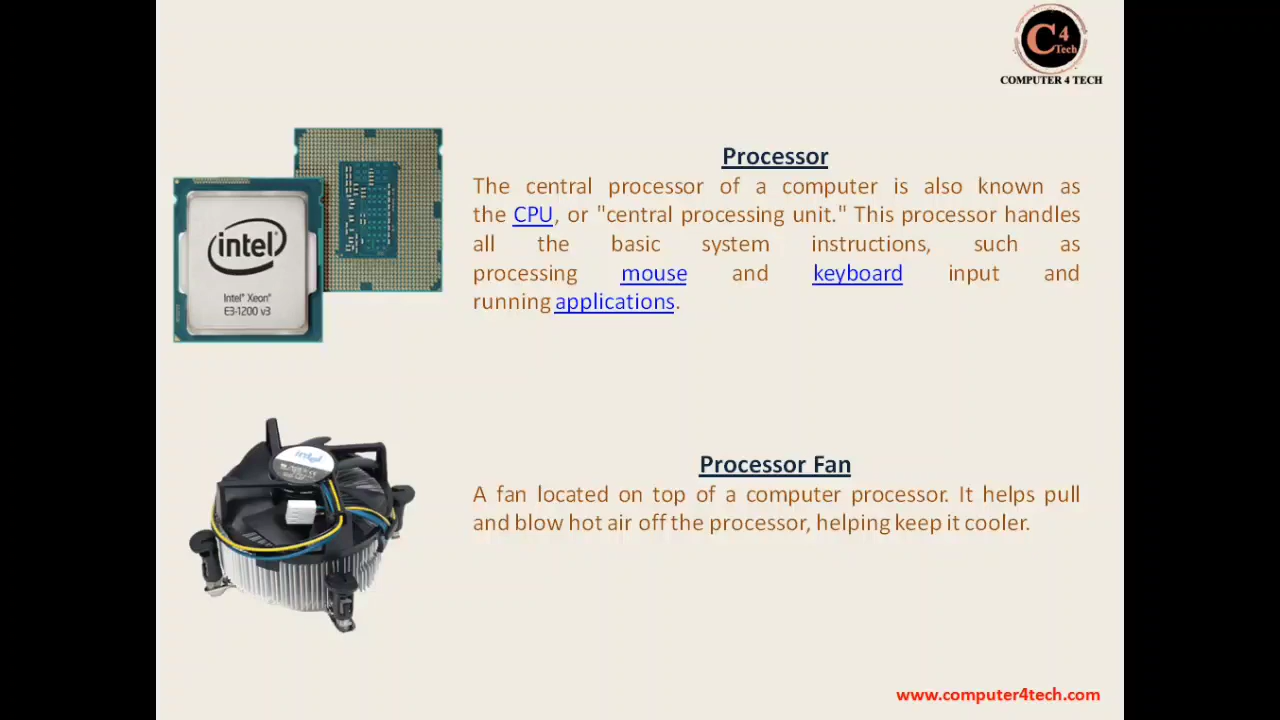 C 4
Tech
COMPUTER 4 TECH
Processor
The central processor of a computer is also known as
the CPU, or "central processing unit." This processor handles
all the basic system instructions, such as
processing mouse and keyboard input and
running applications.
intel
Intel® Xeon®
E3-1200 v3
Processor Fan
A fan located on top of a computer processor. It helps pull
and blow hot air off the processor, helping keep it cooler.
intel
www.computer4tech.com